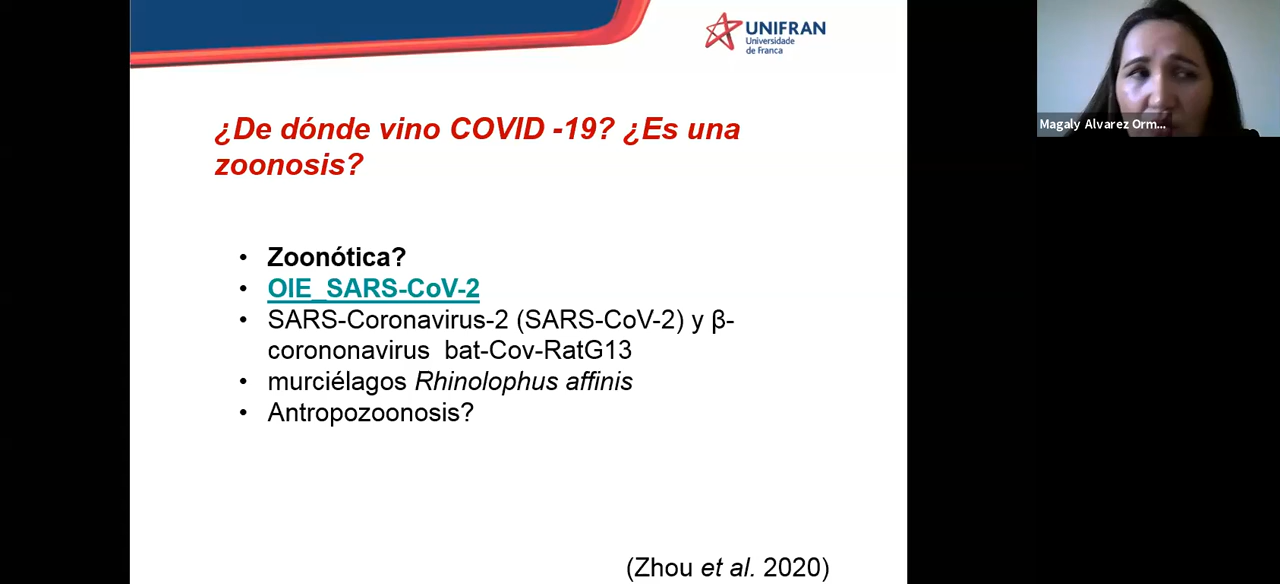 UNIFRAN
Universidade
de Franca
Magaly Alvarez Orm...
¿De dónde vino COVID -19? ¿Es una
zoonosis?
• Zoonótica?
• OIE_SARS-CoV-2
• SARS-Coronavirus-2 (SARS-CoV-2) y β-
corononavirus bat-Cov-RatG13
• murciélagos Rhinolophus affinis
• Antropozoonosis?
(Zhou et al. 2020)